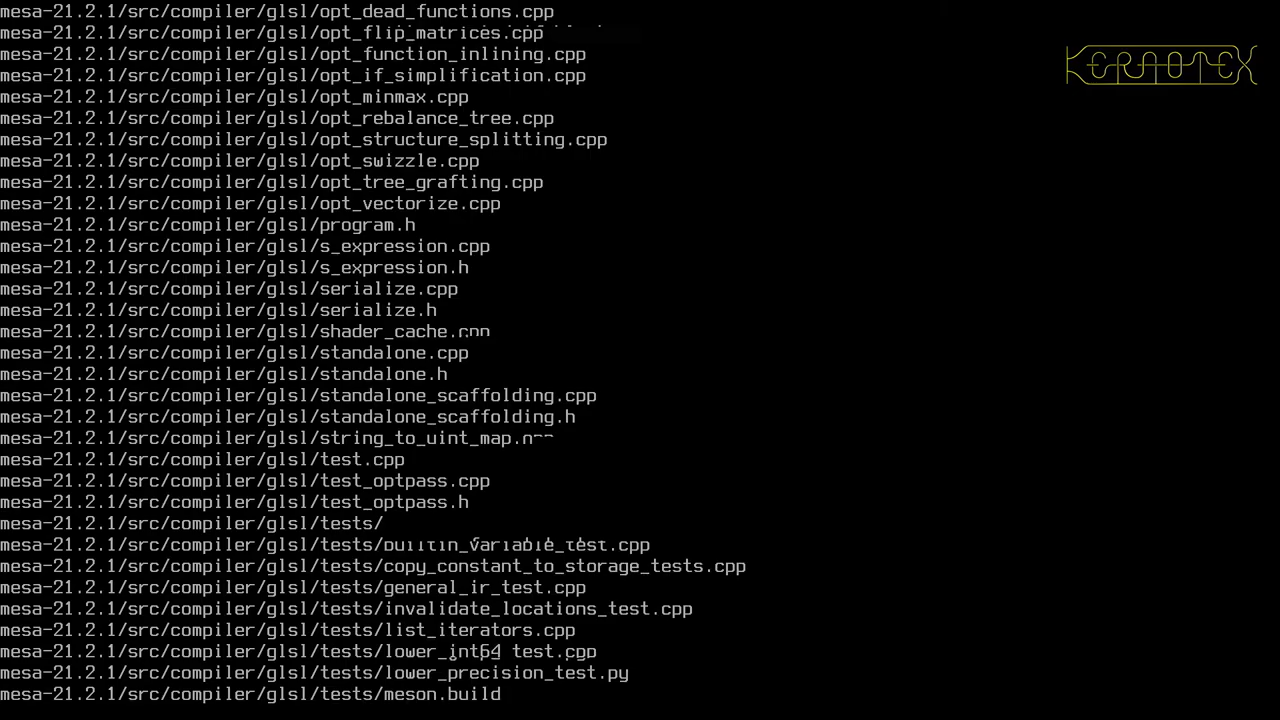 mesa-21.2.1/src/compiler/glsl/opt_dead_functions.cpp
mesa-21.2.1/src/compiler/glsl/opt_flip_matrices.cpp
mesa-21.2.1/src/compiler/glsl/opt_function_inlining.cpp
mesa-21.2.1/src/compiler/glsl/opt_if_simplification.cpp
mesa-21.2.1/src/compiler/glsl/opt_minmax.cpp
mesa-21.2.1/src/compiler/glsl/opt_rebalance_tree.cpp
mesa-21.2.1/src/compiler/glsl/opt_structure_splitting.cpp
mesa-21.2.1/src/compiler/glsl/opt_swizzle.cpp
mesa-21.2.1/src/compiler/glsl/opt_tree_grafting.cpp
mesa-21.2.1/src/compiler/glsl/opt_vectorize.cpp
mesa-21.2.1/src/compiler/glsl/program.h
mesa-21.2.1/src/compiler/glsl/s_expression.cpp
mesa-21.2.1/src/compiler/glsl/s_expression.h
mesa-21.2.1/src/compiler/glsl/serialize.cpp
mesa-21.2.1/src/compiler/glsl/serialize.h
mesa-21.2.1/src/compiler/glsl/shader_cache.cpp
mesa-21.2.1/src/compiler/glsl/standalone.cpp
mesa-21.2.1/src/compiler/glsl/standalone.h
mesa-21.2.1/src/compiler/glsl/standalone_scaffolding.cpp
mesa-21.2.1/src/compiler/glsl/standalone_scaffolding.h
mesa-21.2.1/src/compiler/glsl/string_to_uint_map.cpp
mesa-21.2.1/src/compiler/glsl/test.cpp
mesa-21.2.1/src/compiler/glsl/test_optpass.cpp
mesa-21.2.1/src/compiler/glsl/test_optpass.h
mesa-21.2.1/src/compiler/glsl/tests/
mesa-21.2.1/src/compiler/glsl/tests/builtin_variable_test.cpp
mesa-21.2.1/src/compiler/glsl/tests/copy_constant_to_storage_tests.cpp
mesa-21.2.1/src/compiler/glsl/tests/general_ir_test.cpp
mesa-21.2.1/src/compiler/glsl/tests/invalidate_locations_test.cpp
mesa-21.2.1/src/compiler/glsl/tests/list_iterators.cpp
mesa-21.2.1/src/compiler/glsl/tests/lower_int64_test.cpp
mesa-21.2.1/src/compiler/glsl/tests/lower_precision_test.py
mesa-21.2.1/src/compiler/glsl/tests/meson.build